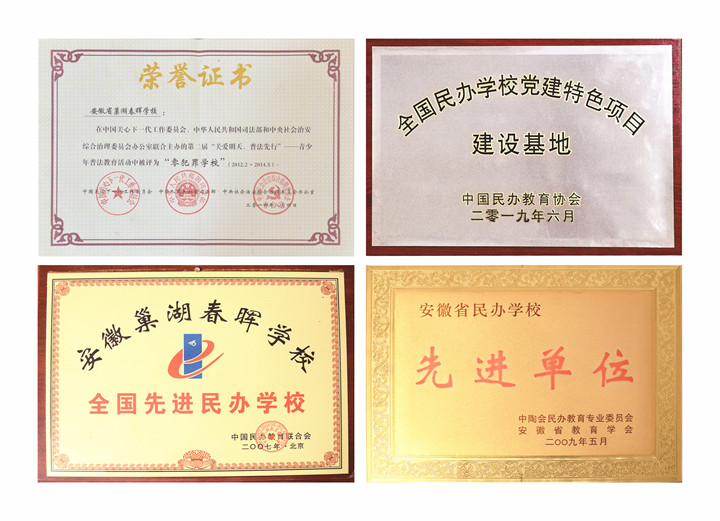 荣誉证书
安徽省巢湖春晖学校：
在中国关心下一代工作委员会、中华人民共和国司法部和中央社会治安
综合治理委员会办公室联合主办的第二届“关爱明天、普法先行”——青少
年普法教育活动中被评为“零犯罪学校”（2012.2－2014.5）。
全国民办学校党建特色项目
建设基地
中国民办教育协会
二零一九年六月
安徽巢湖春晖学校
全国先进民办学校
中国民办教育联合会
二〇〇七年·北京
安徽省民办学校
先进单位
中陶会民办教育专业委员会
安徽省教育学会
二〇〇九年五月